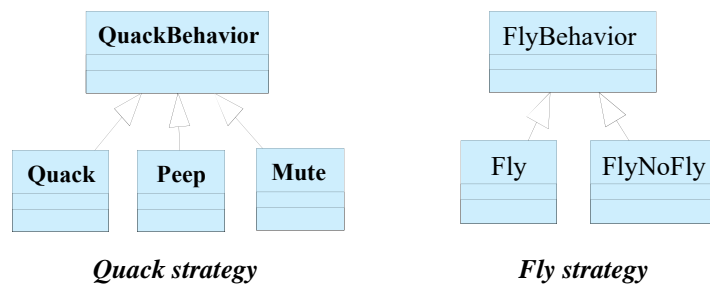 QuackBehavior
FlyBehavior
Quack
Peep
Mute
Fly
FlyNoFly
Quack strategy
Fly strategy